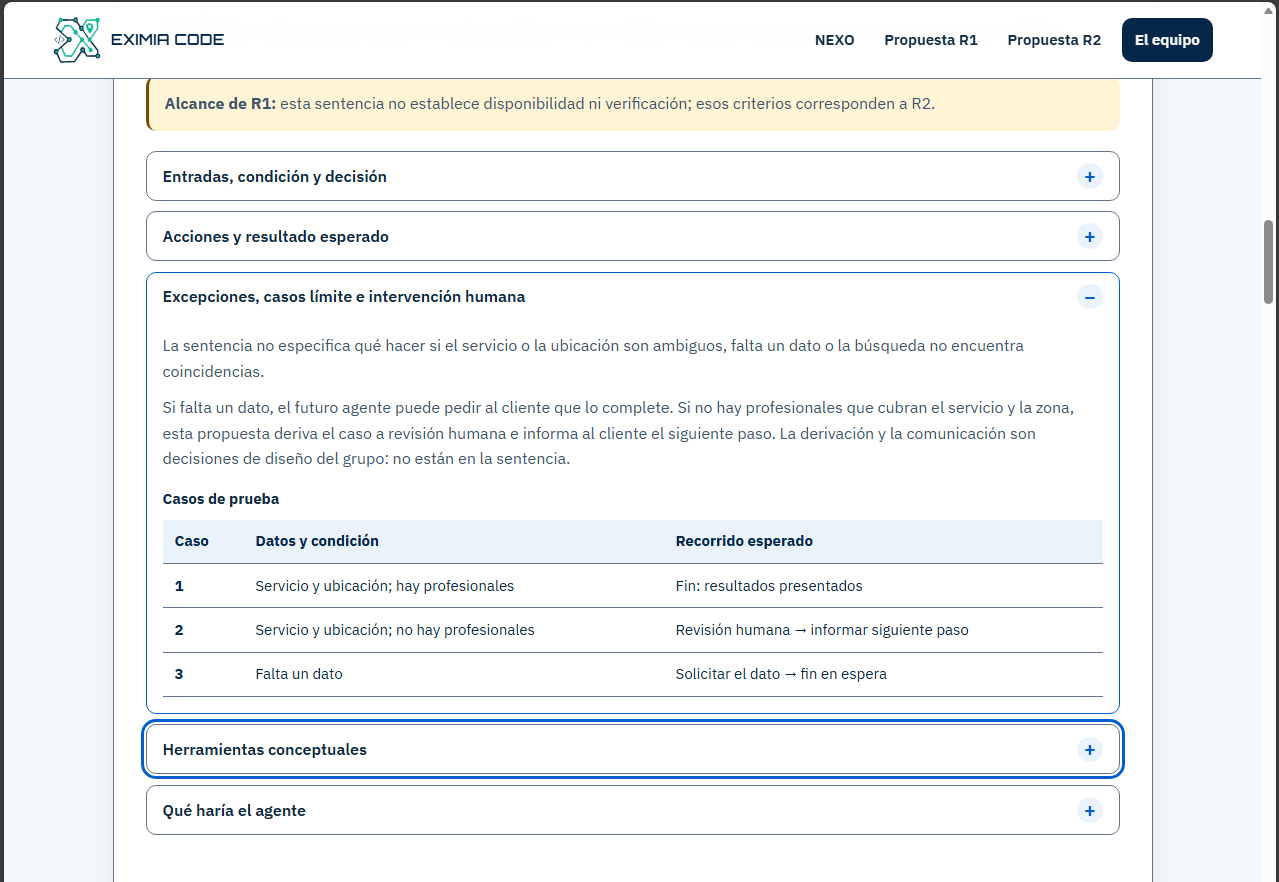 EXIMIA CODE
NEXO
Propuesta R1
Propuesta R2
El equipo
Alcance de R1: esta sentencia no establece disponibilidad ni verificación; esos criterios corresponden a R2.
Entradas, condición y decisión
+
Acciones y resultado esperado
+
Excepciones, casos límite e intervención humana
−
La sentencia no especifica qué hacer si el servicio o la ubicación son ambiguos, falta un dato o la búsqueda no encuentra
coincidencias.
Si falta un dato, el futuro agente puede pedir al cliente que lo complete. Si no hay profesionales que cubran el servicio y la zona,
esta propuesta deriva el caso a revisión humana e informa al cliente el siguiente paso. La derivación y la comunicación son
decisiones de diseño del grupo: no están en la sentencia.
Casos de prueba
Caso Datos y condición Recorrido esperado
1 Servicio y ubicación; hay profesionales Fin: resultados presentados
2 Servicio y ubicación; no hay profesionales Revisión humana → informar siguiente paso
3 Falta un dato Solicitar el dato → fin en espera
Herramientas conceptuales
+
Qué haría el agente
+